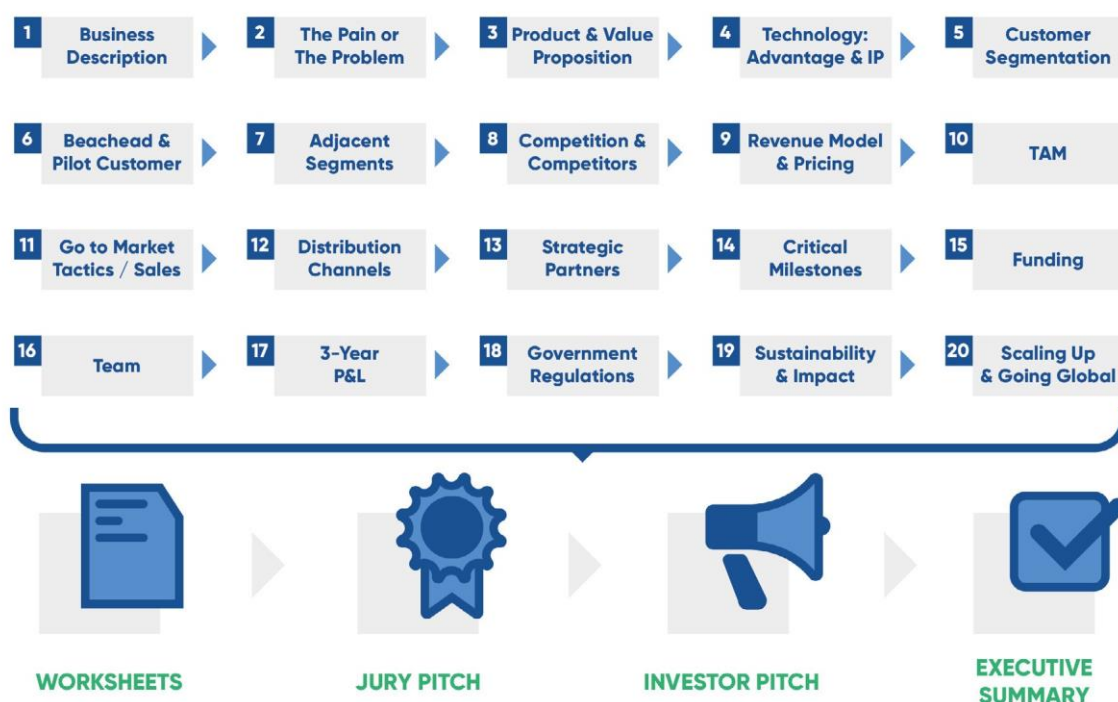 1
Business
Description
2
The Pain or
The Problem
3
Product & Value
Proposition
4
Technology:
Advantage & IP
5
Customer
Segmentation
6
Beachead &
Pilot Customer
7
Adjacent
Segments
8
Competition &
Competitors
9
Revenue Model
& Pricing
10
TAM
11
Go to Market
Tactics / Sales
12
Distribution
Channels
13
Strategic
Partners
14
Critical
Milestones
15
Funding
16
Team
17
3-Year
P&L
18
Government
Regulations
19
Sustainability
& Impact
20
Scaling Up
& Going Global
WORKSHEETS
JURY PITCH
INVESTOR PITCH
EXECUTIVE
SUMMARY